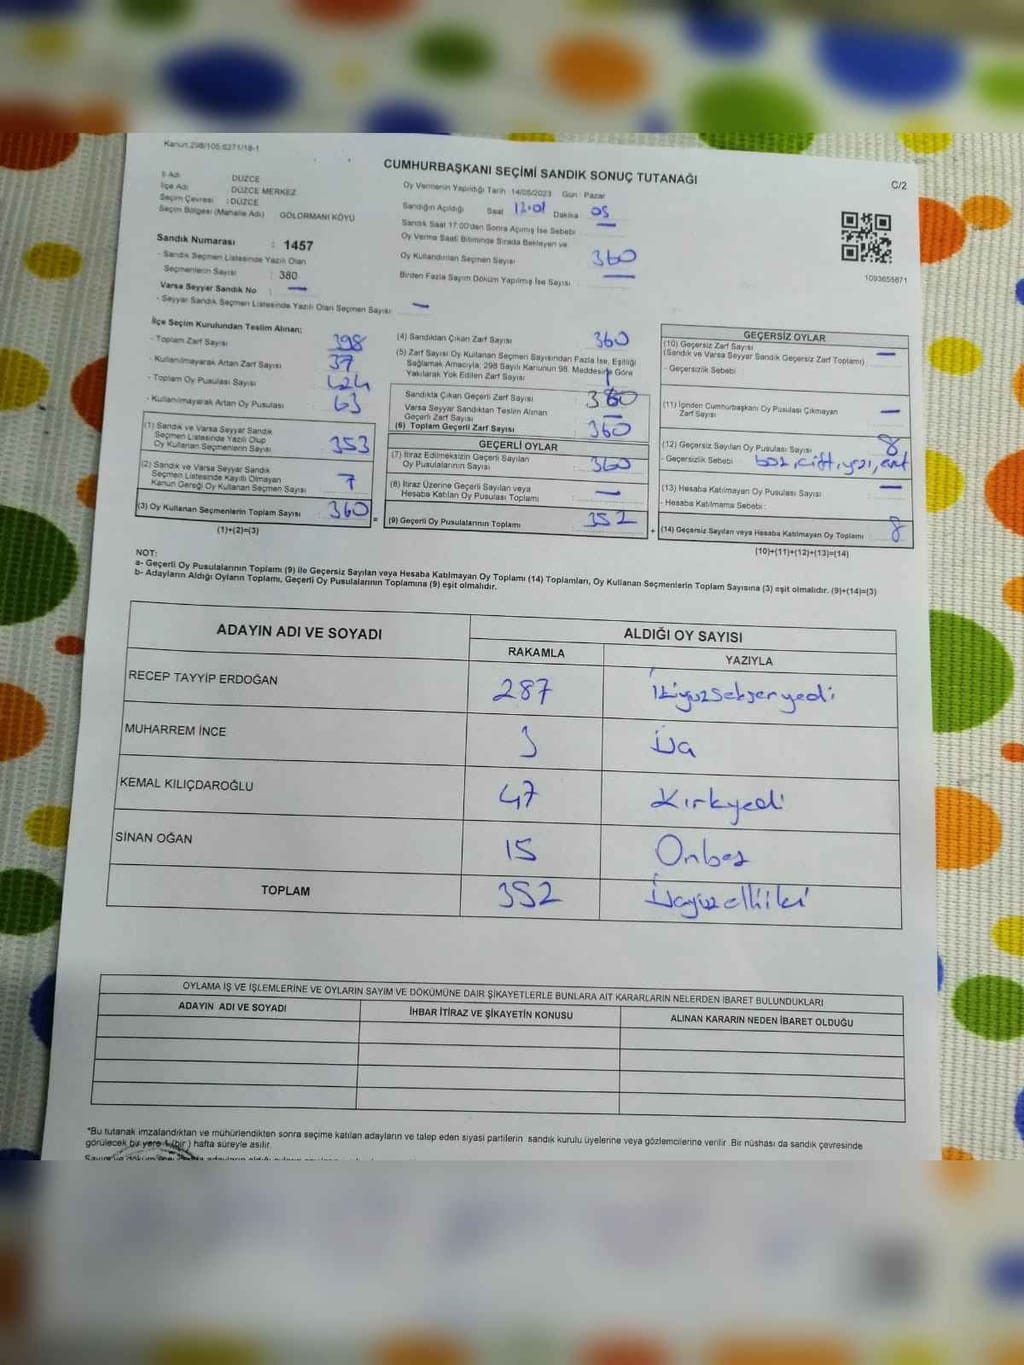 Kanun.298/105.6271/18-1
CUMHURBAŞKANI SEÇİMİ SANDIK SONUÇ TUTANAĞI
C/2
İl Adı DÜZCE
İlçe Adı DÜZCE MERKEZ
Seçim Çevresi : DÜZCE
Seçim Bölgesi (Mahalle Adı) GÖLORMANI KÖYÜ
Oy Vermenin Yapıldığı Tarih 14/05/2023 Gün Pazar
Sandığın Açıldığı Saat Dakika 05
Sandık Saat 17.00'den Sonra Açmış İse Sebebi
Oy Verme Saati Bitiminde Sırada Bekleyen ve
Oy Kullandırılan Seçmen Sayısı 360
Birden Fazla Sayım Döküm Yapılmış İse Sayısı —
1093655871
Sandık Numarası : 1457
- Sandık Seçmen Listesinde Yazılı Olan
Seçmenlerin Sayısı : 380
Varsa Seyyar Sandık No : —
- Seyyar Sandık Seçmen Listesinde Yazılı Olan Seçmen Sayısı : —
İlçe Seçim Kurulundan Teslim Alınan;
- Toplam Zarf Sayısı 398
- Kullanılmayarak Artan Zarf Sayısı 37
- Toplam Oy Pusulası Sayısı 424
- Kullanılmayarak Artan Oy Pusulası 63
(1) Sandık ve Varsa Seyyar Sandık
Seçmen Listesinde Yazılı Olup
Oy Kullanan Seçmenlerin Sayısı 353
(2) Sandık ve Varsa Seyyar Sandık
Seçmen Listesinde Kayıtlı Olmayan
Kanun Gereği Oy Kullanan Seçmen Sayısı 7
(3) Oy Kullanan Seçmenlerin Toplam Sayısı 360
(1)+(2)=(3)
(4) Sandıktan Çıkan Zarf Sayısı 360
(5) Zarf Sayısı Oy Kullanan Seçmen Sayısından Fazla İse, Eşitliği
Sağlamak Amacıyla, 298 Sayılı Kanunun 98. Maddesine Göre
Yakılarak Yok Edilen Zarf Sayısı
Sandıkta Çıkan Geçerli Zarf Sayısı 360
Varsa Seyyar Sandıktan Teslim Alınan
Geçerli Zarf Sayısı —
(6) Toplam Geçerli Zarf Sayısı 360
GEÇERLİ OYLAR
(7) İtiraz Edilmeksizin Geçerli Sayılan
Oy Pusulalarının Sayısı 360
(8) İtiraz Üzerine Geçerli Sayılan veya
Hesaba Katılan Oy Pusulası Toplamı —
= (9) Geçerli Oy Pusulalarının Toplamı 352
GEÇERSİZ OYLAR
(10) Geçersiz Zarf Sayısı —
(Sandık ve Varsa Seyyar Sandık Geçersiz Zarf Toplamı)
- Geçersizlik Sebebi
(11) İçinden Cumhurbaşkanı Oy Pusulası Çıkmayan
Zarf Sayısı —
(12) Geçersiz Sayılan Oy Pusulası Sayısı 8
- Geçersizlik Sebebi boş, çift, yazı,
(13) Hesaba Katılmayan Oy Pusulası Sayısı —
- Hesaba Katılmama Sebebi :
+ (14) Geçersiz Sayılan veya Hesaba Katılmayan Oy Toplamı 8
(10)+(11)+(12)+(13)=(14)
NOT:
a- Geçerli Oy Pusulalarının Toplamı (9) ile Geçersiz Sayılan veya Hesaba Katılmayan Oy Toplamı (14) Toplamları, Oy Kullanan Seçmenlerin Toplam Sayısına (3) eşit olmalıdır. (9)+(14)=(3)
b- Adayların Aldığı Oyların Toplamı, Geçerli Oy Pusulalarının Toplamına (9) eşit olmalıdır.
ADAYIN ADI VE SOYADI ALDIĞI OY SAYISI
RAKAMLA YAZIYLA
RECEP TAYYİP ERDOĞAN 287 İkiyüzseksenyedi
MUHARREM İNCE 3 Üç
KEMAL KILIÇDAROĞLU 47 Kırkyedi
SİNAN OĞAN 15 Onbeş
TOPLAM 352 Üçyüzelliiki
OYLAMA İŞ VE İŞLEMLERİNE VE OYLARIN SAYIM VE DÖKÜMÜNE DAİR ŞİKAYETLERLE BUNLARA AİT KARARLARIN NELERDEN İBARET BULUNDUKLARI
ADAYIN ADI VE SOYADI İHBAR İTİRAZ VE ŞİKAYETİN KONUSU ALINAN KARARIN NEDEN İBARET OLDUĞU
*Bu tutanak imzalandıktan ve mühürlendikten sonra seçime katılan adayların ve talep eden siyasi partilerin sandık kurulu üyelerine veya gözlemcilerine verilir .Bir nüshası da sandık çevresinde
görülecek bir yere 1 (bir ) hafta süreyle asılır.